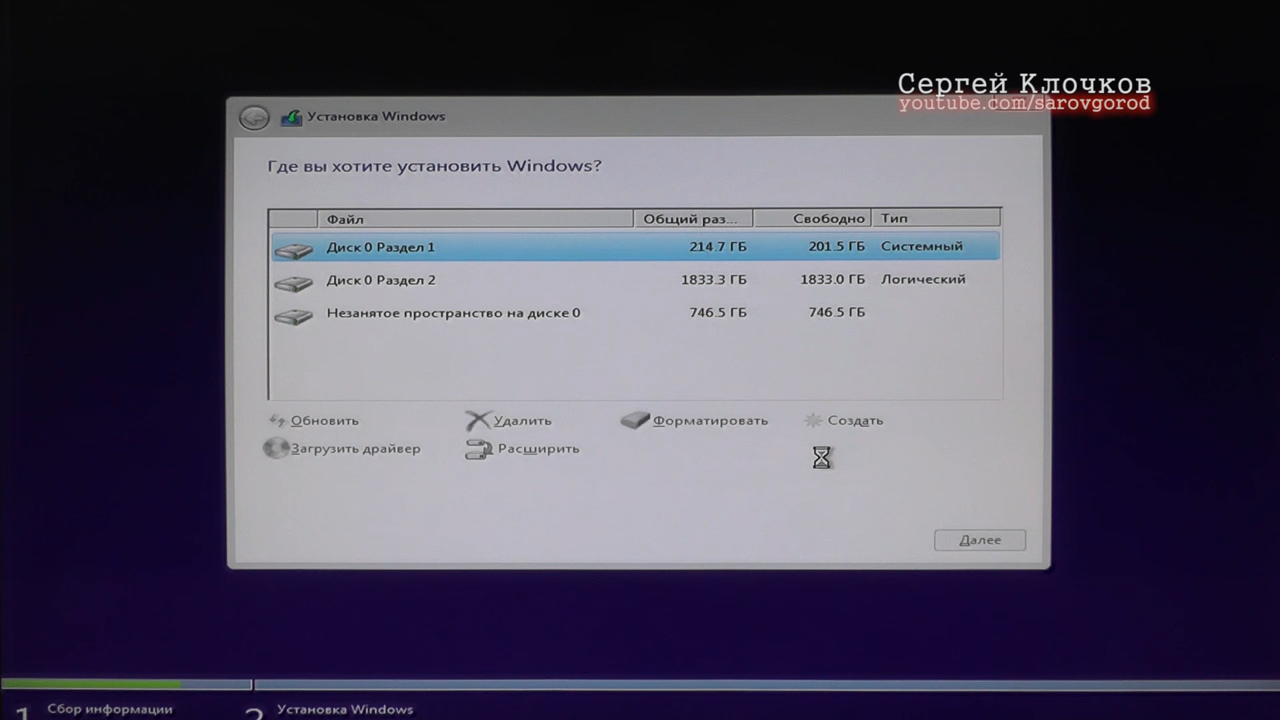 Сергей Клочков
youtube.com/sarovgorod
Установка Windows
Где вы хотите установить Windows?
Файл Общий раз... Свободно Тип
Диск 0 Раздел 1 214.7 ГБ 201.5 ГБ Системный
Диск 0 Раздел 2 1833.3 ГБ 1833.0 ГБ Логический
Незанятое пространство на диске 0 746.5 ГБ 746.5 ГБ
Обновить Удалить Форматировать Создать
Загрузить драйвер Расширить
Далее
1 Сбор информации 2 Установка Windows